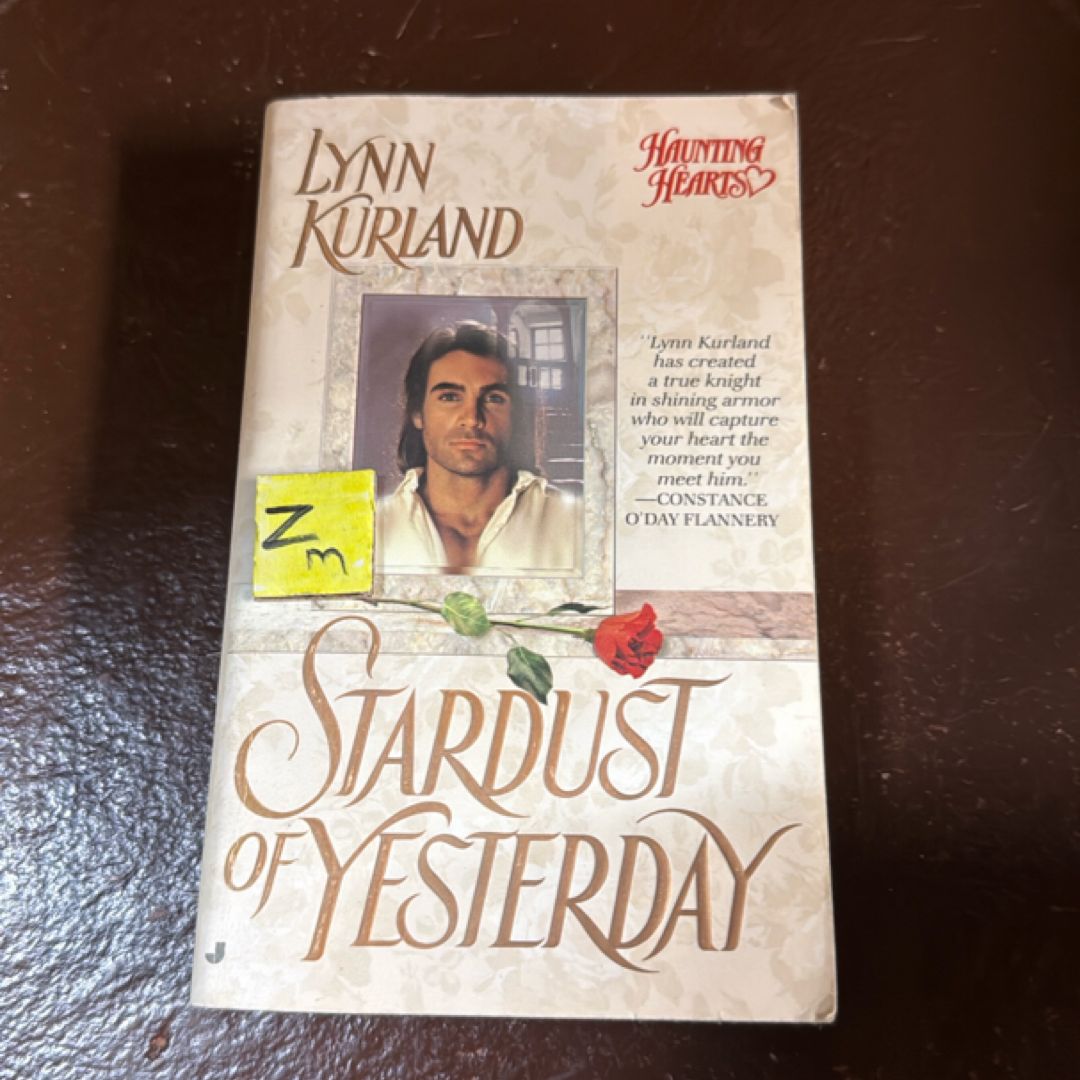 LYNN
KURLAND
HAUNTING
HEARTS
"Lynn Kurland
has created
a true knight
in shining armor
who will capture
your heart the
moment you
meet him."
—CONSTANCE
O'DAY FLANNERY
Z
m
STARDUST
OF YESTERDAY
J